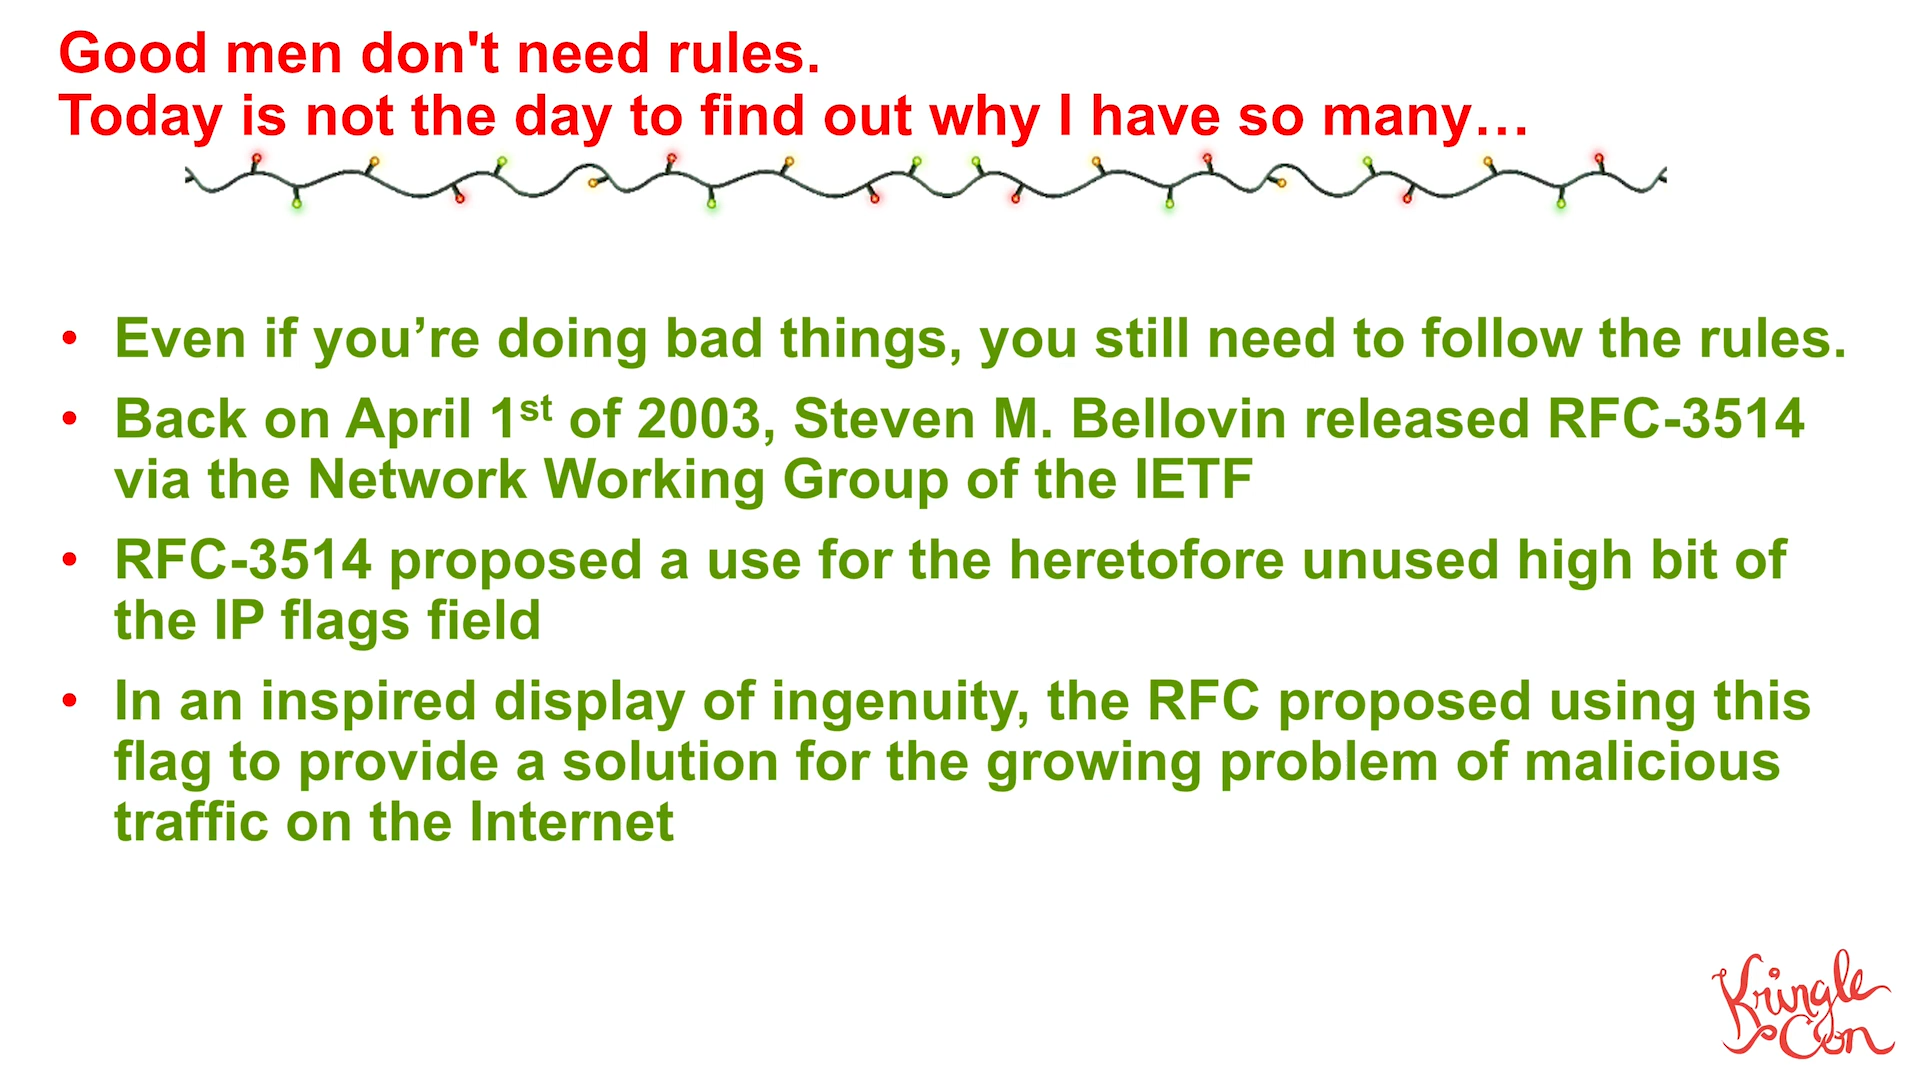 Good men don't need rules.
Today is not the day to find out why I have so many…
• Even if you’re doing bad things, you still need to follow the rules.
• Back on April 1st of 2003, Steven M. Bellovin released RFC-3514
via the Network Working Group of the IETF
• RFC-3514 proposed a use for the heretofore unused high bit of
the IP flags field
• In an inspired display of ingenuity, the RFC proposed using this
flag to provide a solution for the growing problem of malicious
traffic on the Internet
Kringle
Con